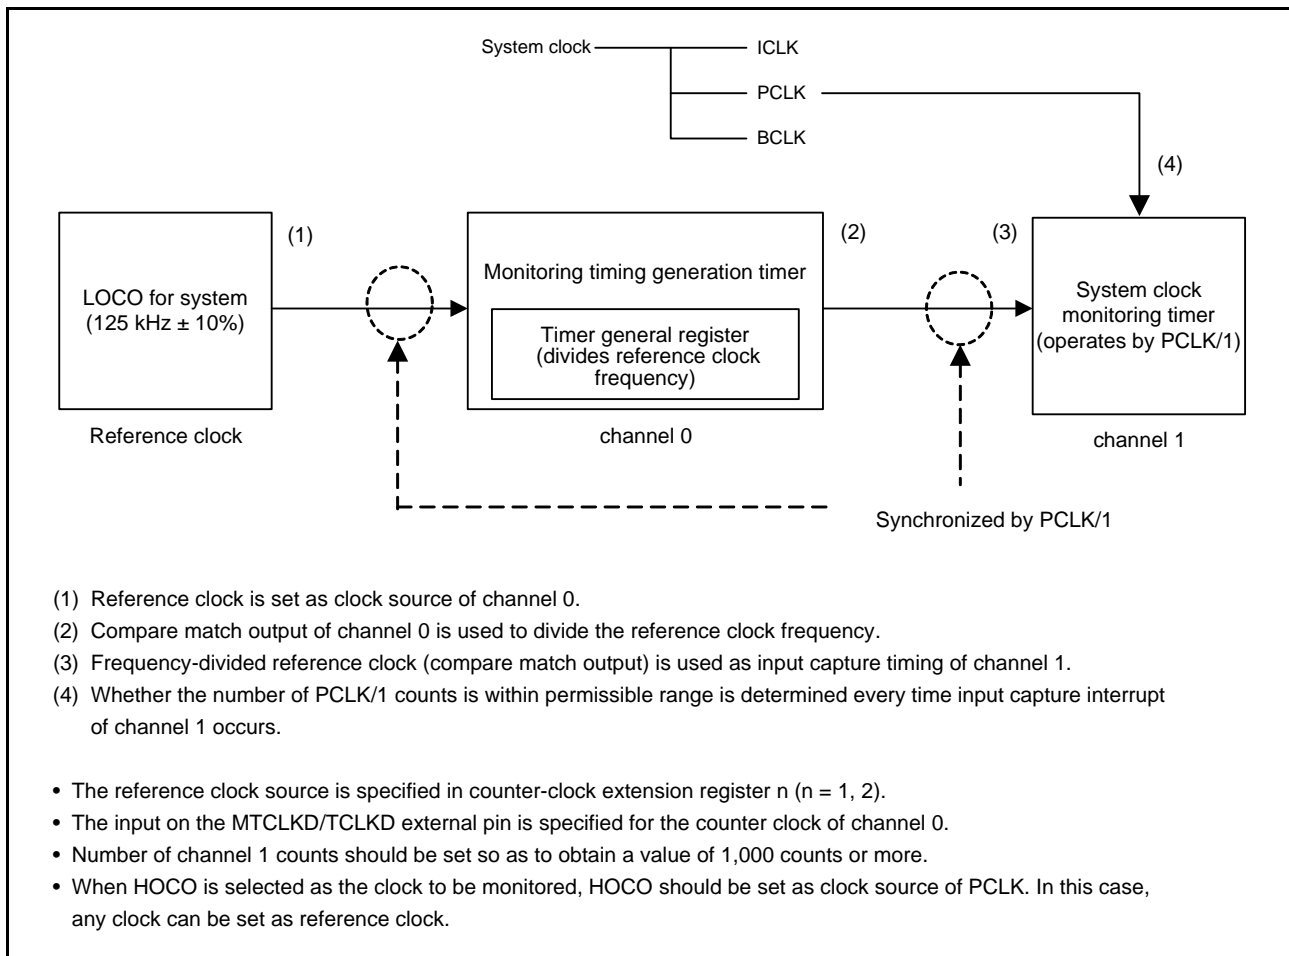 System clock
ICLK
PCLK
BCLK
(4)
(1)
(2)
(3)
LOCO for system
(125 kHz ± 10%)
Monitoring timing generation timer
Timer general register
(divides reference clock
frequency)
System clock
monitoring timer
(operates by PCLK/1)
Reference clock
channel 0
channel 1
Synchronized by PCLK/1
(1) Reference clock is set as clock source of channel 0.
(2) Compare match output of channel 0 is used to divide the reference clock frequency.
(3) Frequency-divided reference clock (compare match output) is used as input capture timing of channel 1.
(4) Whether the number of PCLK/1 counts is within permissible range is determined every time input capture interrupt
of channel 1 occurs.
• The reference clock source is specified in counter-clock extension register n (n = 1, 2).
• The input on the MTCLKD/TCLKD external pin is specified for the counter clock of channel 0.
• Number of channel 1 counts should be set so as to obtain a value of 1,000 counts or more.
• When HOCO is selected as the clock to be monitored, HOCO should be set as clock source of PCLK. In this case,
any clock can be set as reference clock.